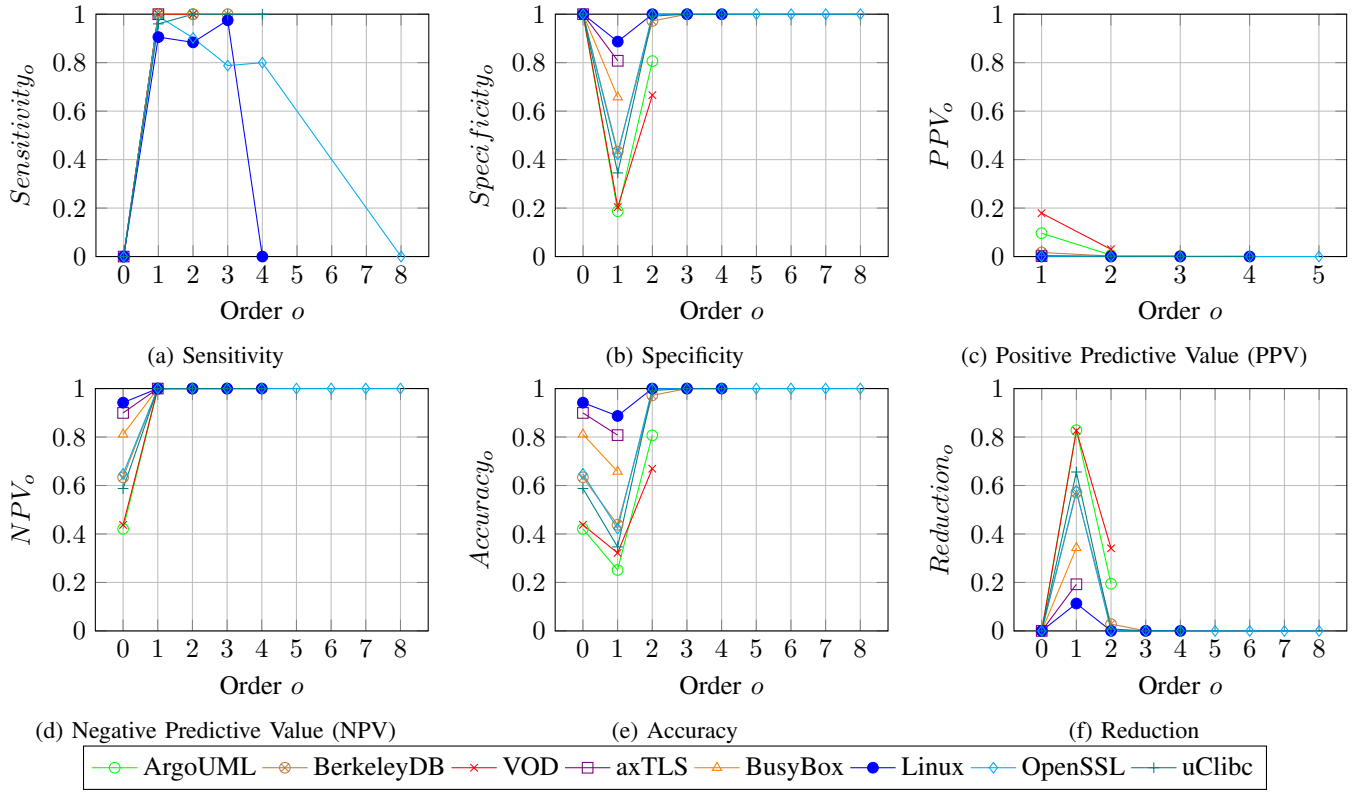 1
0.8
0.6
0.4
0.2
0
Sensitivity_o
0 1 2 3 4 5 6 7 8
Order o
(a) Sensitivity
1
0.8
0.6
0.4
0.2
0
Specificity_o
0 1 2 3 4 5 6 7 8
Order o
(b) Specificity
1
0.8
0.6
0.4
0.2
0
PPV_o
1 2 3 4 5
Order o
(c) Positive Predictive Value (PPV)
1
0.8
0.6
0.4
0.2
0
NPV_o
0 1 2 3 4 5 6 7 8
Order o
(d) Negative Predictive Value (NPV)
1
0.8
0.6
0.4
0.2
0
Accuracy_o
0 1 2 3 4 5 6 7 8
Order o
(e) Accuracy
1
0.8
0.6
0.4
0.2
0
Reduction_o
0 1 2 3 4 5 6 7 8
Order o
(f) Reduction
ArgoUML BerkeleyDB VOD axTLS BusyBox Linux OpenSSL uClibc